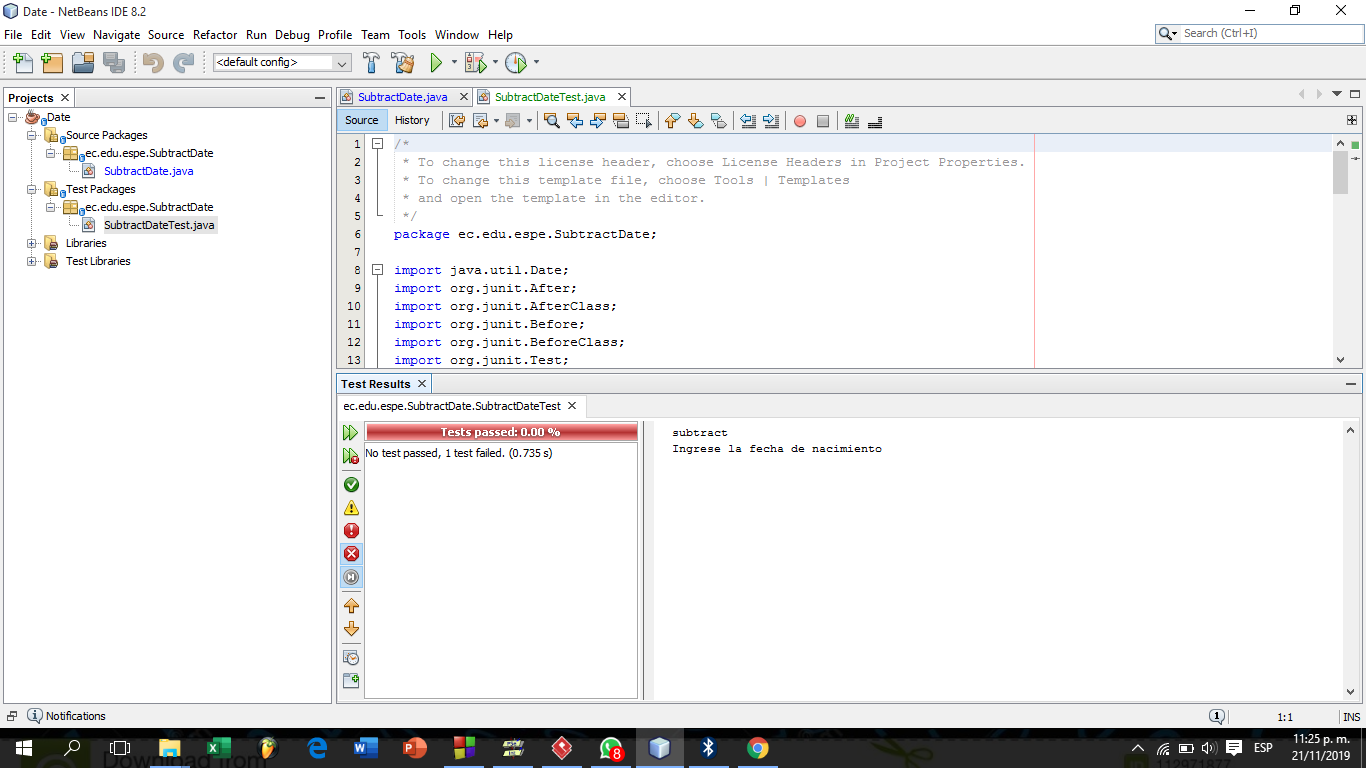 Date - NetBeans IDE 8.2
File Edit View Navigate Source Refactor Run Debug Profile Team Tools Window Help
Search (Ctrl+I)
<default config>
Projects
Date
Source Packages
ec.edu.espe.SubtractDate
SubtractDate.java
Test Packages
ec.edu.espe.SubtractDate
SubtractDateTest.java
Libraries
Test Libraries
SubtractDate.java SubtractDateTest.java
Source History
1 /*
2 * To change this license header, choose License Headers in Project Properties.
3 * To change this template file, choose Tools | Templates
4 * and open the template in the editor.
5 */
6 package ec.edu.espe.SubtractDate;
7
8 import java.util.Date;
9 import org.junit.After;
10 import org.junit.AfterClass;
11 import org.junit.Before;
12 import org.junit.BeforeClass;
13 import org.junit.Test;
Test Results
ec.edu.espe.SubtractDate.SubtractDateTest
Tests passed: 0.00 %
No test passed, 1 test failed. (0.735 s)
subtract
Ingrese la fecha de nacimiento
Notifications
1
1:1
INS
8
ESP
11:25 p. m.
21/11/2019
Download from
112971877